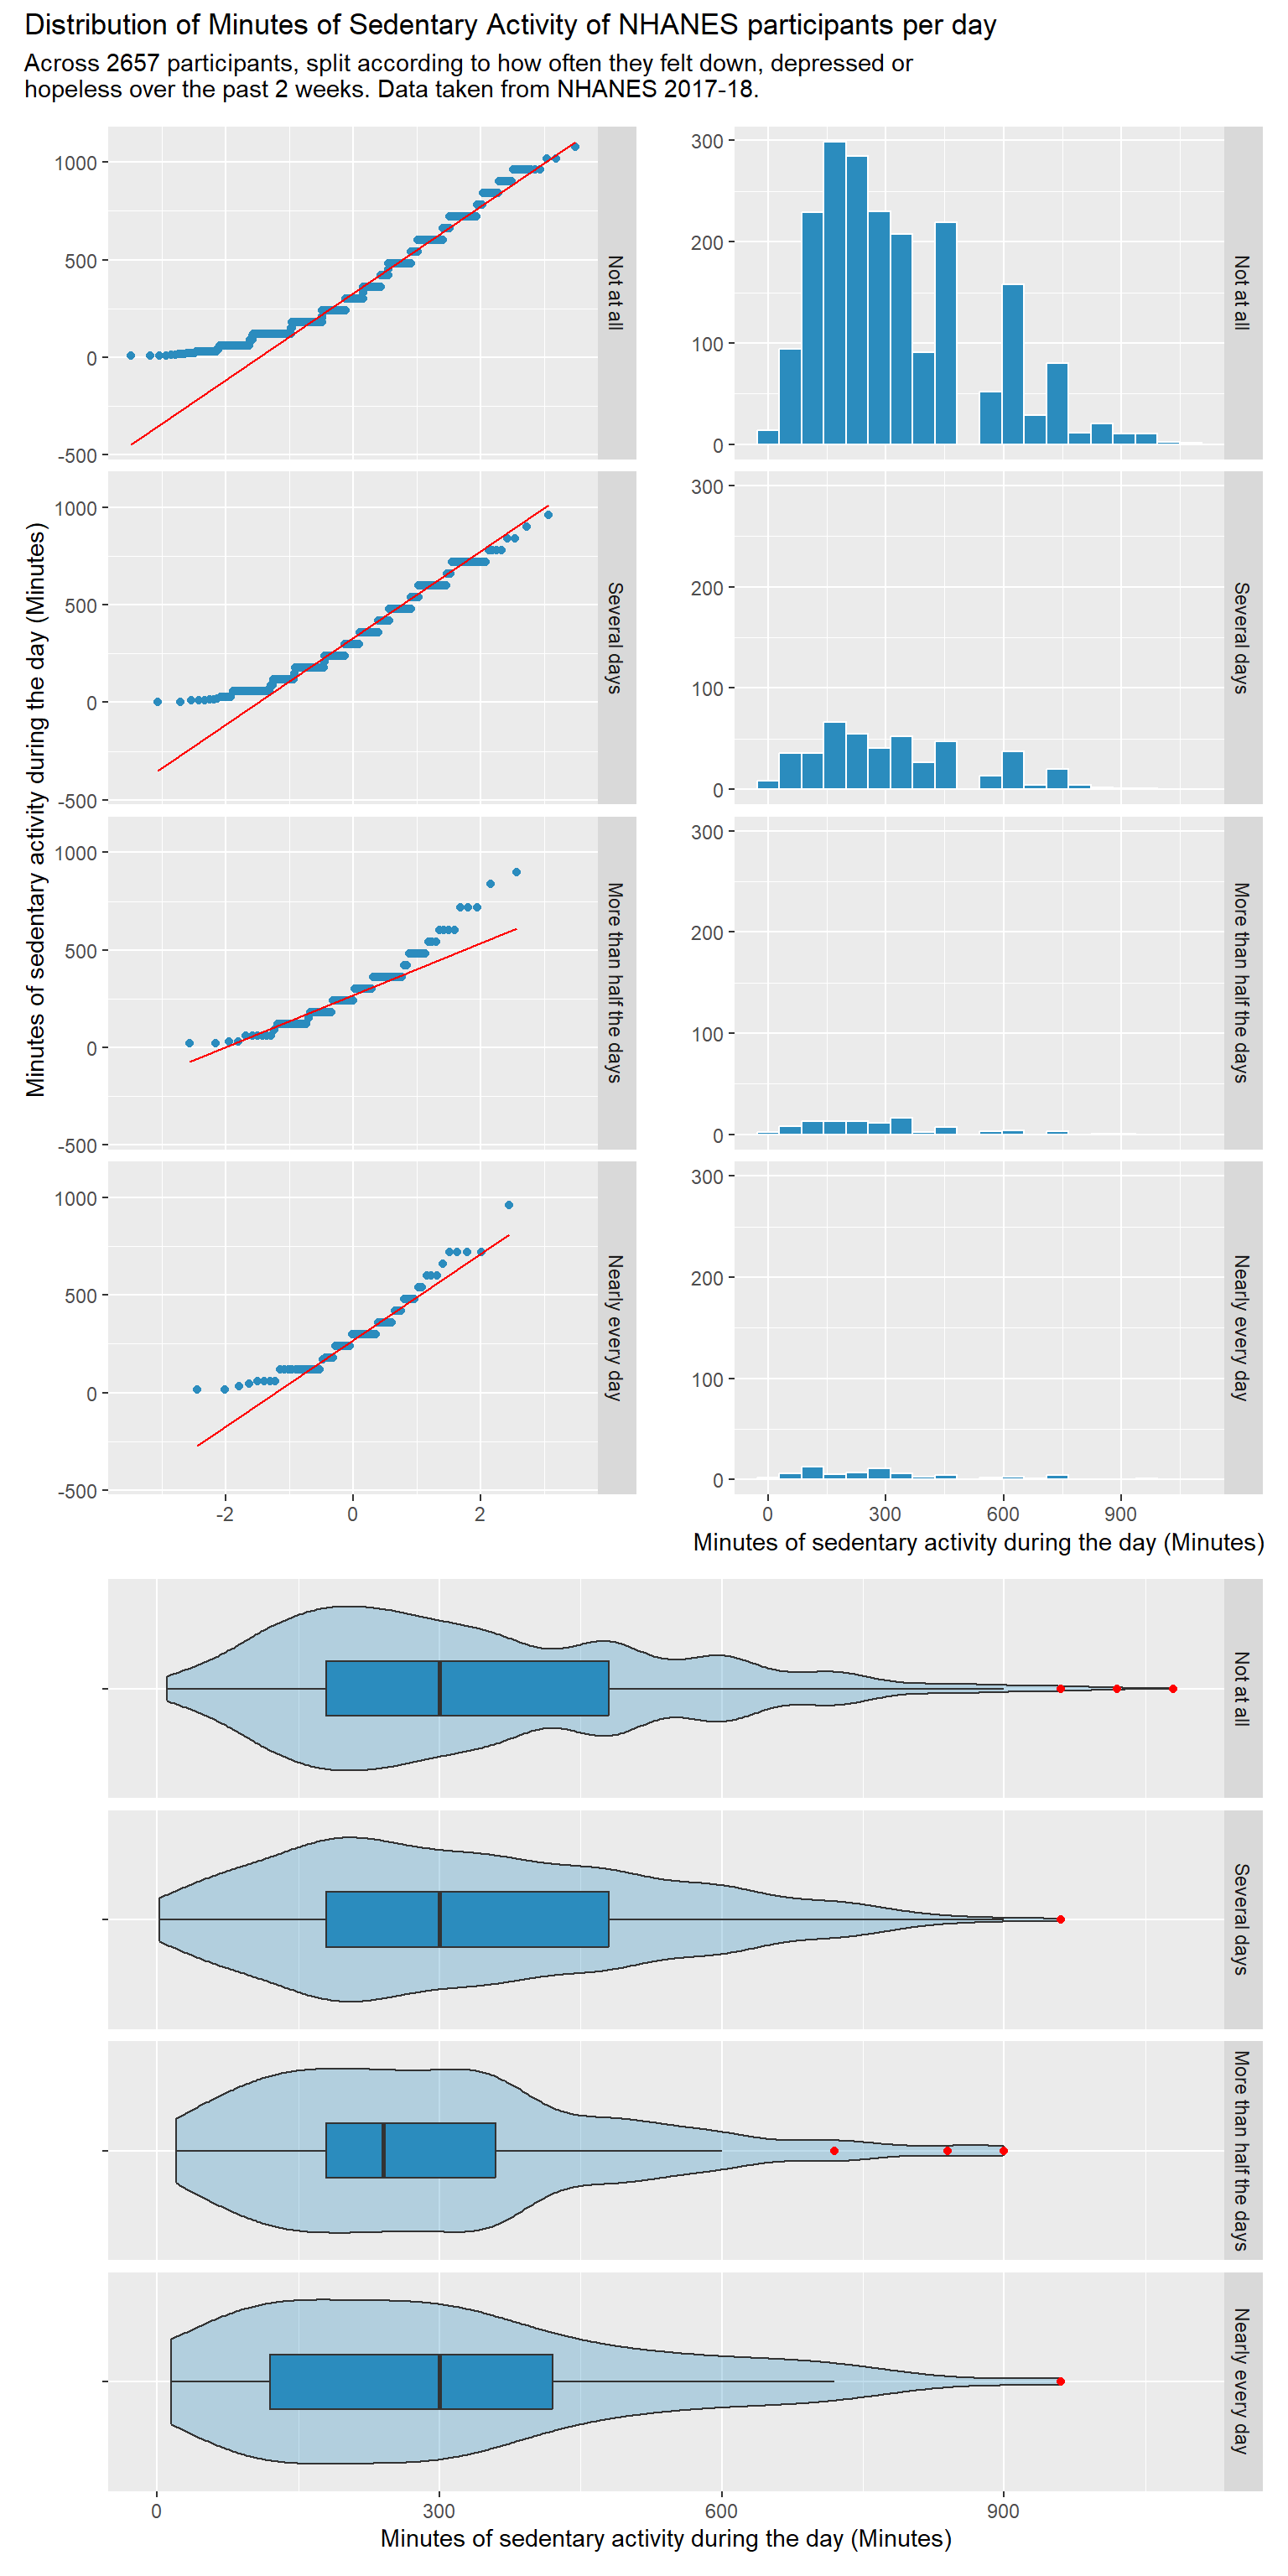 Distribution of Minutes of Sedentary Activity of NHANES participants per day
Across 2657 participants, split according to how often they felt down, depressed or
hopeless over the past 2 weeks. Data taken from NHANES 2017-18.
Minutes of sedentary activity during the day (Minutes)
1000
500
0
-500
Not at all
1000
500
0
-500
Several days
1000
500
0
-500
More than half the days
1000
500
0
-500
Nearly every day
-2
0
2
300
200
100
0
Not at all
300
200
100
0
Several days
300
200
100
0
More than half the days
300
200
100
0
Nearly every day
0
300
600
900
Minutes of sedentary activity during the day (Minutes)
Not at all
Several days
More than half the days
Nearly every day
0
300
600
900
Minutes of sedentary activity during the day (Minutes)